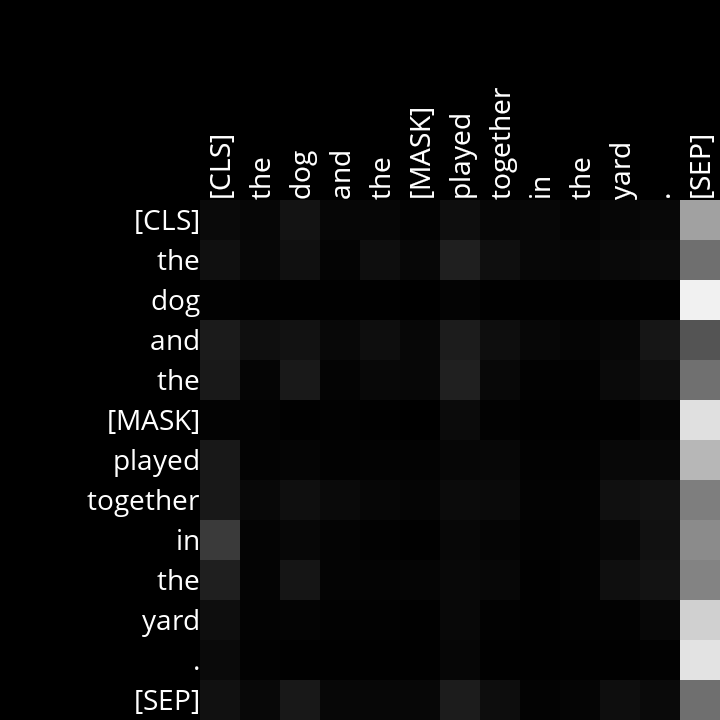 [CLS] the dog and the [MASK] played together in the yard . [SEP]
[CLS]
the
dog
and
the
[MASK]
played
together
in
the
yard
.
[SEP]